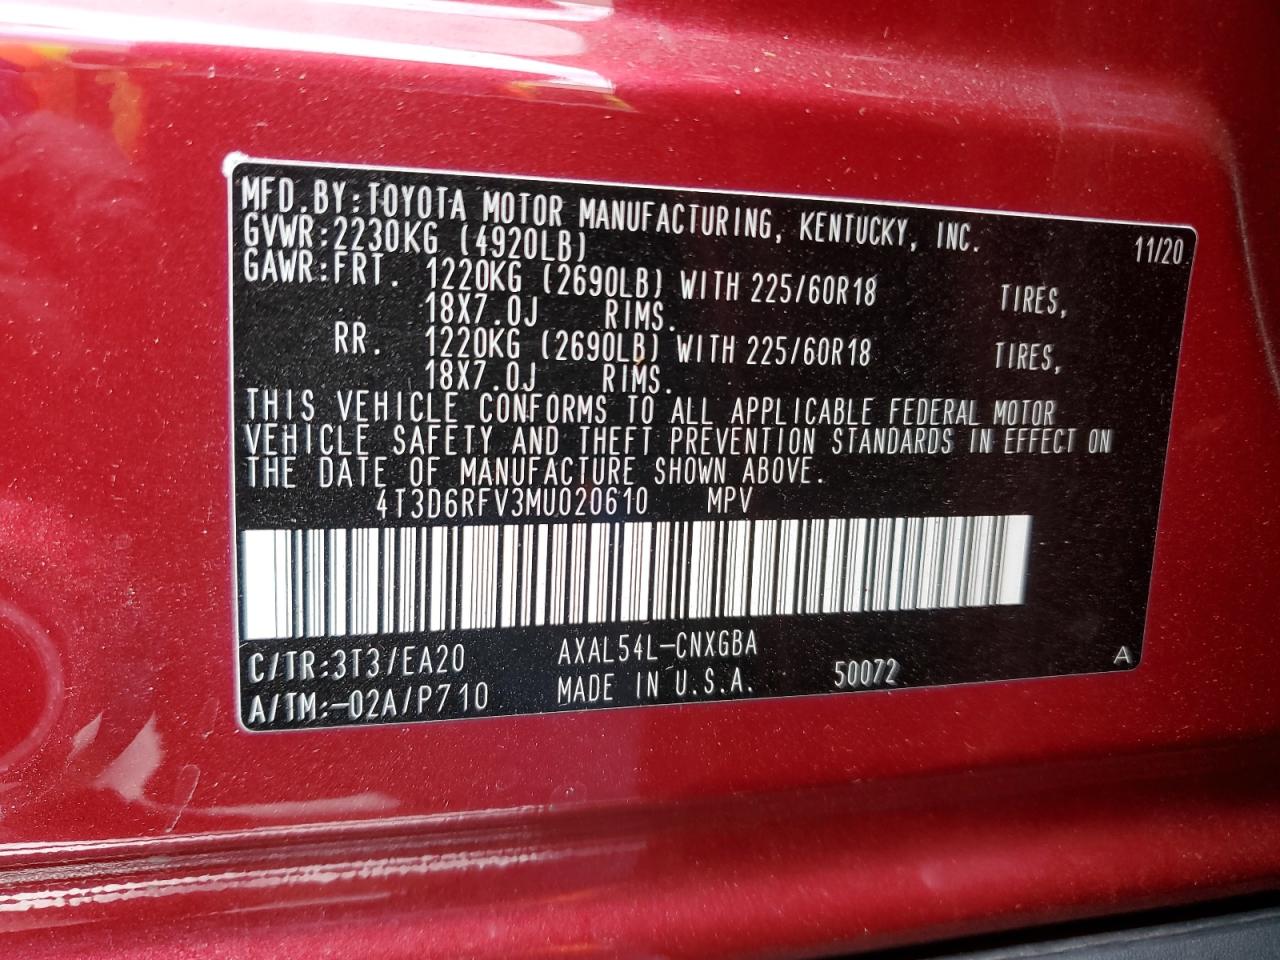 MFD.BY:TOYOTA MOTOR MANUFACTURING, KENTUCKY, INC. 11/20
GVWR:2230KG (4920LB)
GAWR:FRT. 1220KG (2690LB) WITH 225/60R18 TIRES,
18X7.0J RIMS.
RR. 1220KG (2690LB) WITH 225/60R18 TIRES,
18X7.0J RIMS.
THIS VEHICLE CONFORMS TO ALL APPLICABLE FEDERAL MOTOR
VEHICLE SAFETY AND THEFT PREVENTION STANDARDS IN EFFECT ON
THE DATE OF MANUFACTURE SHOWN ABOVE.
4T3D6RFV3MU020610 MPV
C/TR:3T3/EA20 AXAL54L-CNXGBA A
A/TM:-02A/P710 MADE IN U.S.A. 50072